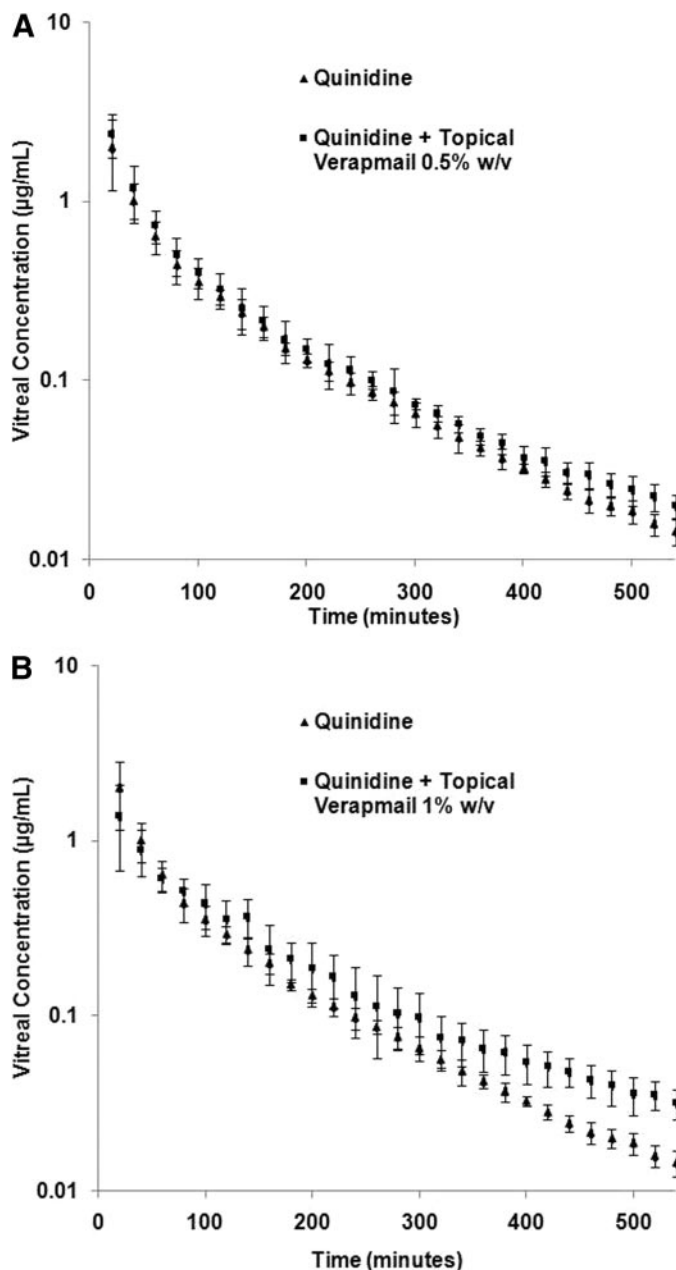 A
10
1
0.1
0.01
Vitreal Concentration (µg/mL)
Quinidine
Quinidine + Topical
Verapmail 0.5% w/v
0 100 200 300 400 500
Time (minutes)
B
10
1
0.1
0.01
Vitreal Concentration (µg/mL)
Quinidine
Quinidine + Topical
Verapmail 1% w/v
0 100 200 300 400 500
Time (minutes)